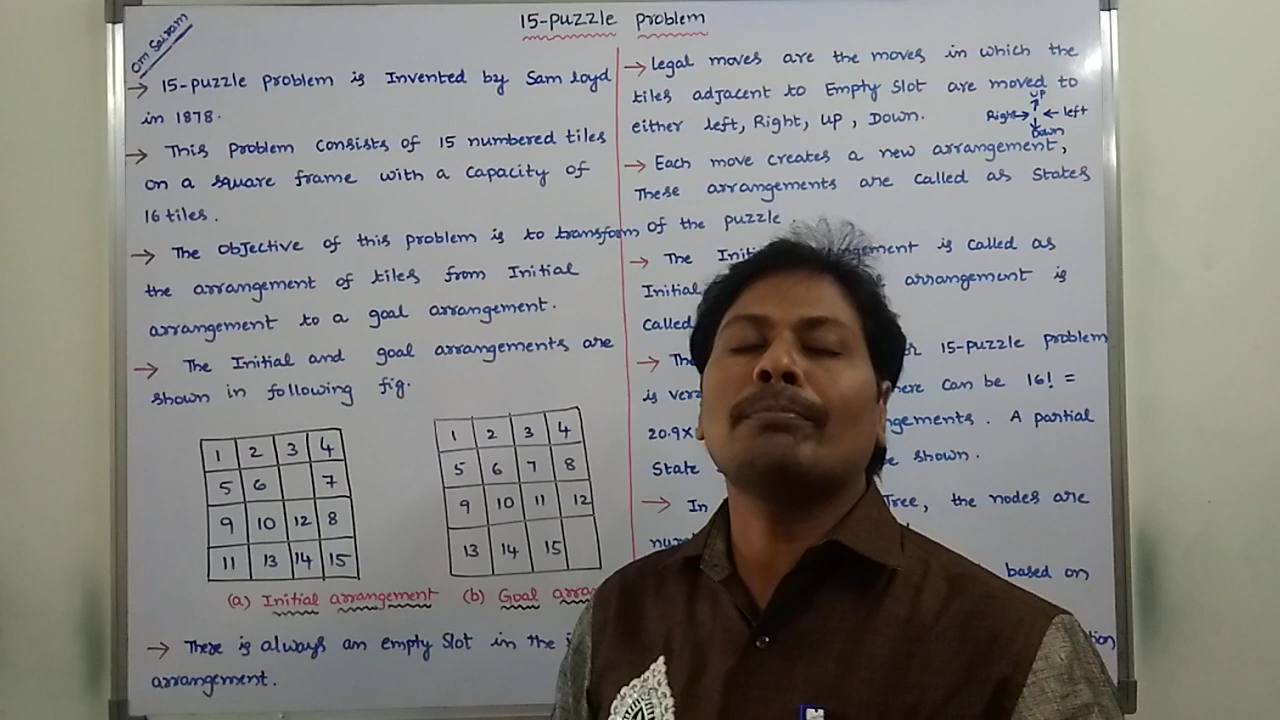 15-puzzle problem
Om Sairam
→ 15-puzzle problem is Invented by Sam loyd
in 1878.
→ This problem consists of 15 numbered tiles
on a square frame with a capacity of
16 tiles.
→ The objective of this problem is to transform
the arrangement of tiles from Initial
arrangement to a goal arrangement.
→ The Initial and goal arrangements are
shown in following fig.
1 2 3 4
5 6 7
9 10 12 8
11 13 14 15
(a) Initial arrangement
1 2 3 4
5 6 7 8
9 10 11 12
13 14 15
(b) Goal
→ There is always an empty Slot in the
arrangement.
→ legal moves are the moves in which the
tiles adjacent to Empty Slot are moved to
either left, Right, Up, Down.
Up
Right → ← left
Down
→ Each move creates a new arrangement,
These arrangements are called as States
of the puzzle.
→ The is called as
Initial arrangement is
Called
→ 15-puzzle problem
is can be 16! =
20.9× A partial
State shown.
→ In Tree, the nodes are
based on